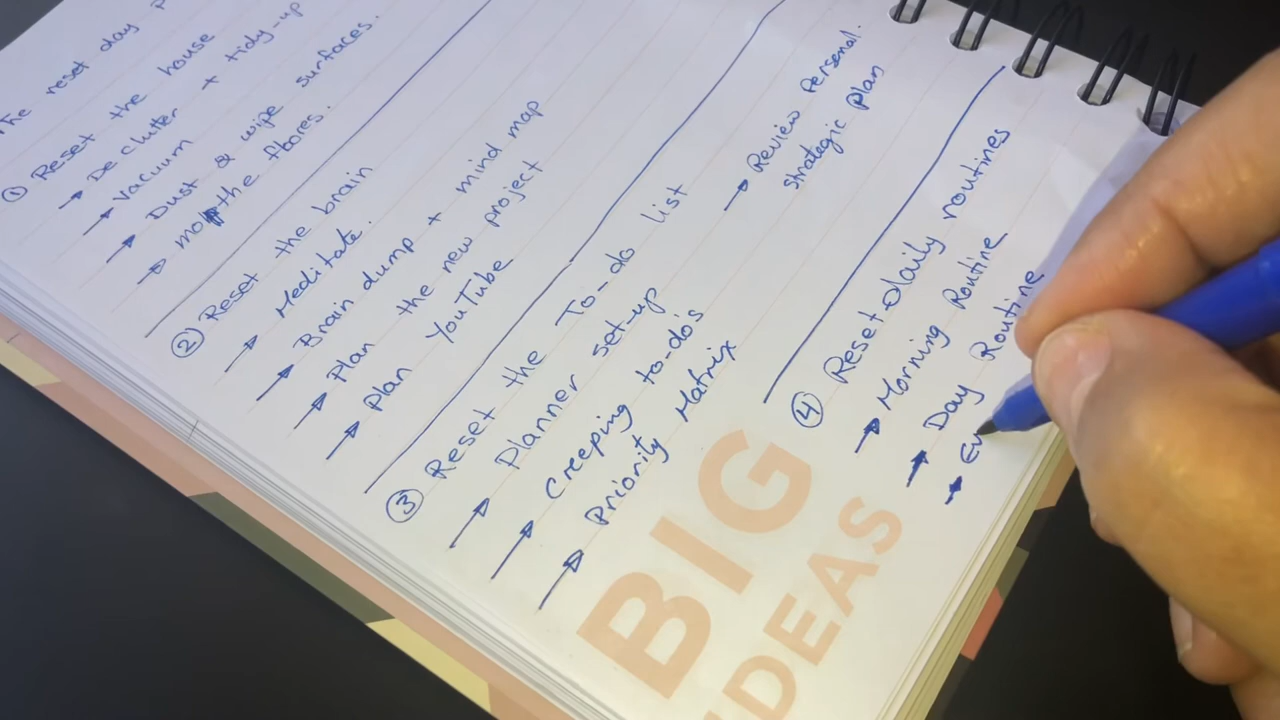 The reset day
① Reset the house
→ De clutter + tidy-up
→ Vacuum
→ Dust & wipe surfaces.
→ mop the floores.
② Reset the brain
→ Meditate.
→ Brain dump + mind map
→ Plan the new project
→ Plan YouTube
③ Reset the To-do list
→ Planner set-up
→ Creeping to-do's
→ Priority Matrix
→ Review Personal.
strategic plan
④ Reset daily routines
→ Morning Routine
→ Day Routine
→ Ev
BIG
IDEAS